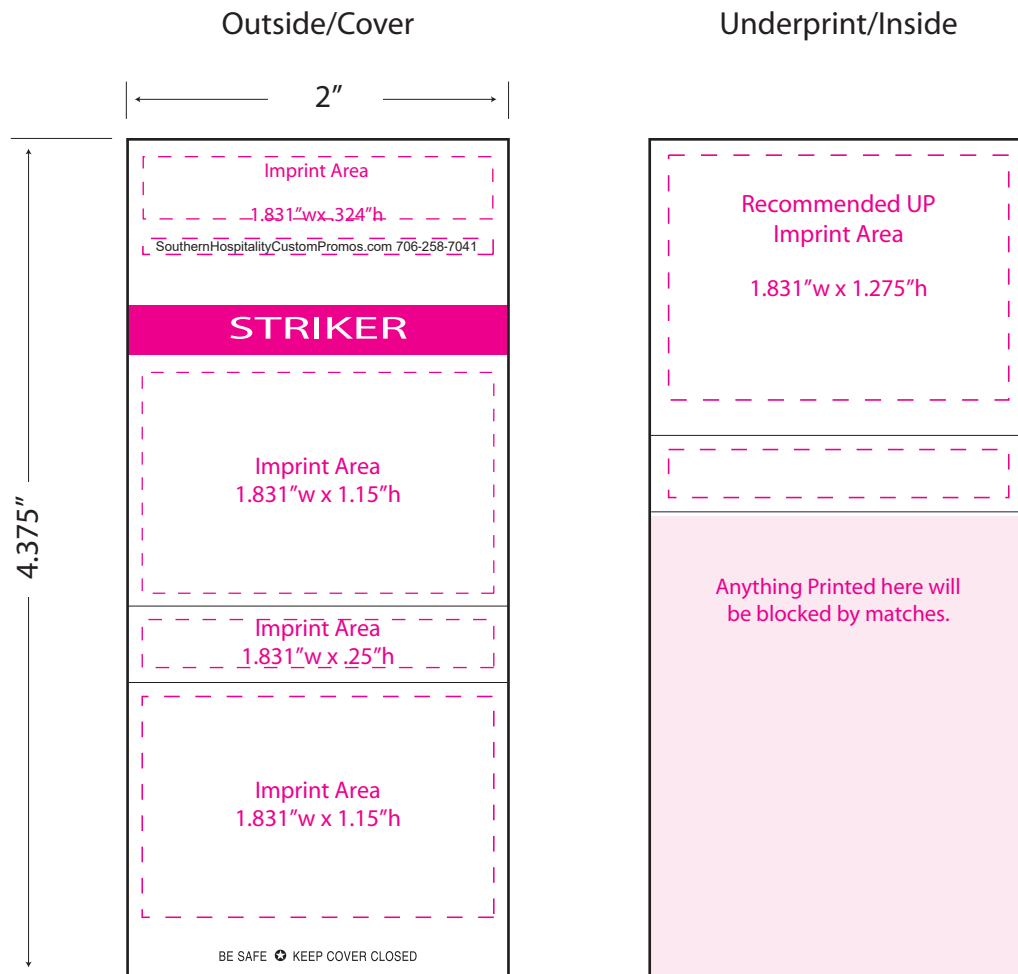 Outside/Cover
2"
4.375"
Imprint Area
1.831"wx .324"h
SouthernHospitalityCustomPromos.com 706-258-7041
STRIKER
Imprint Area
1.831"w x 1.15"h
Imprint Area
1.831"w x .25"h
Imprint Area
1.831"w x 1.15"h
BE SAFE ✪ KEEP COVER CLOSED
Underprint/Inside
Recommended UP
Imprint Area
1.831"w x 1.275"h
Anything Printed here will
be blocked by matches.